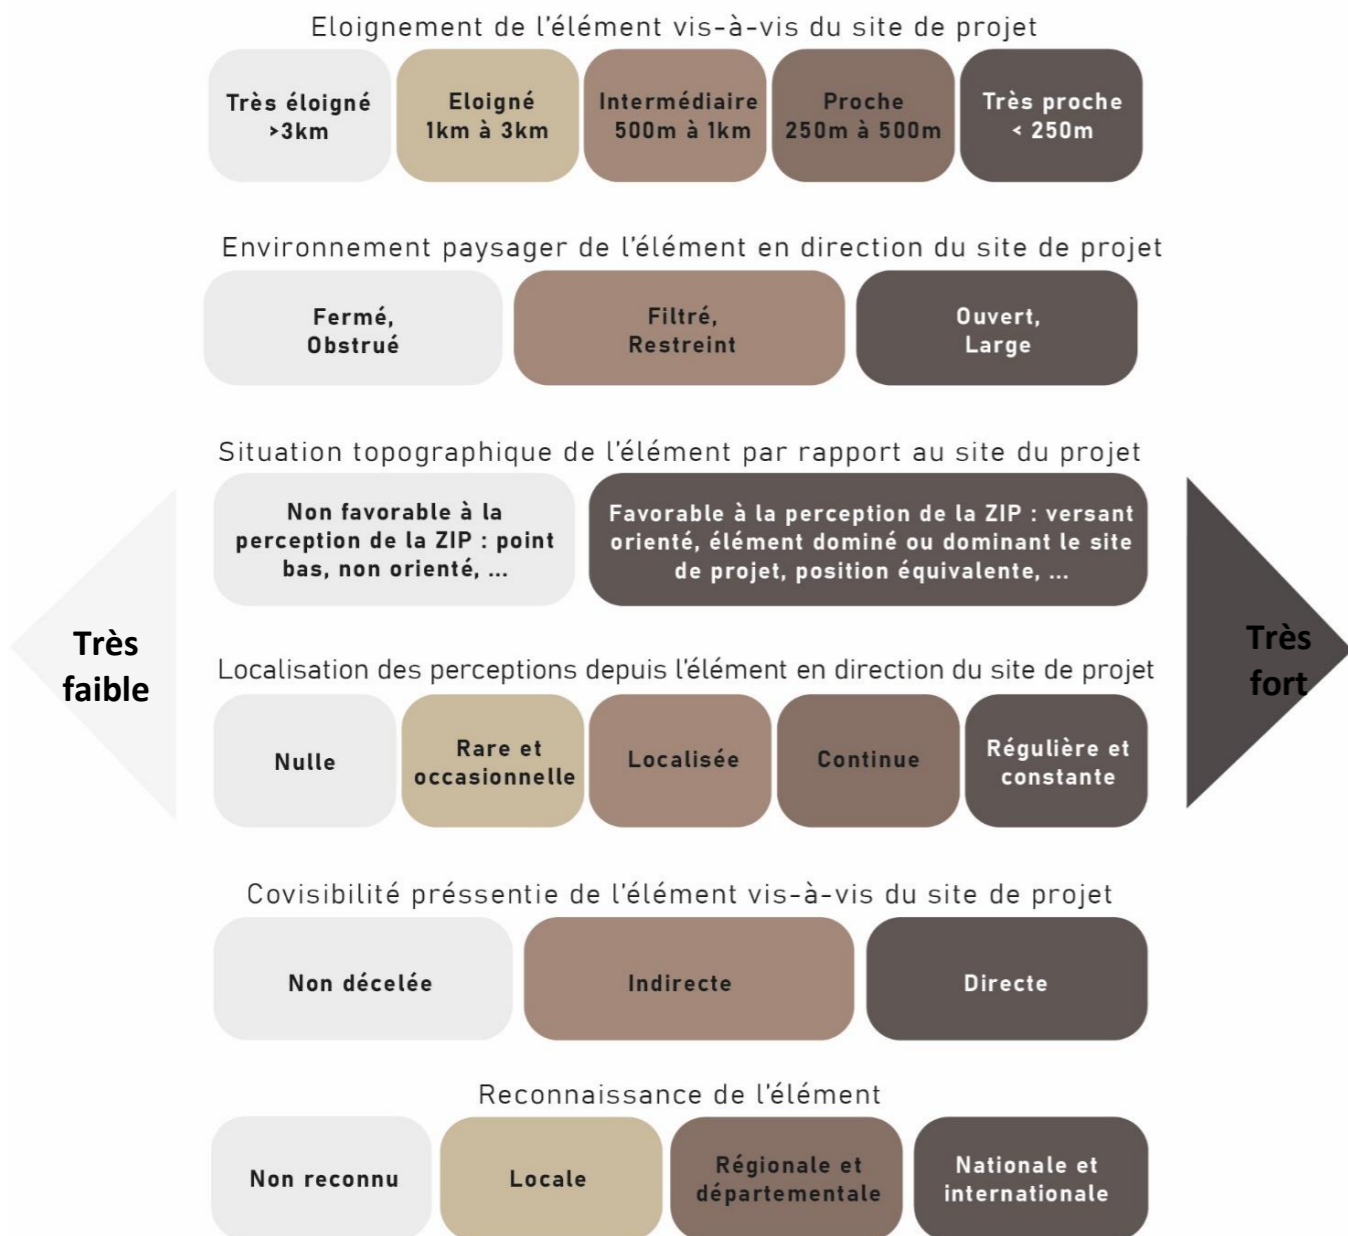 Eloignement de l'élément vis-à-vis du site de projet
Très éloigné
>3km
Eloigné
1km à 3km
Intermédiaire
500m à 1km
Proche
250m à 500m
Très proche
< 250m
Environnement paysager de l'élément en direction du site de projet
Fermé,
Obstrué
Filtré,
Restreint
Ouvert,
Large
Situation topographique de l'élément par rapport au site du projet
Non favorable à la
perception de la ZIP : point
bas, non orienté, ...
Favorable à la perception de la ZIP : versant
orienté, élément dominé ou dominant le site
de projet, position équivalente, ...
Très
faible
Très
fort
Localisation des perceptions depuis l'élément en direction du site de projet
Nulle
Rare et
occasionnelle
Localisée
Continue
Régulière et
constante
Covisibilité préssentie de l'élément vis-à-vis du site de projet
Non décelée
Indirecte
Directe
Reconnaissance de l'élément
Non reconnu
Locale
Régionale et
départementale
Nationale et
internationale